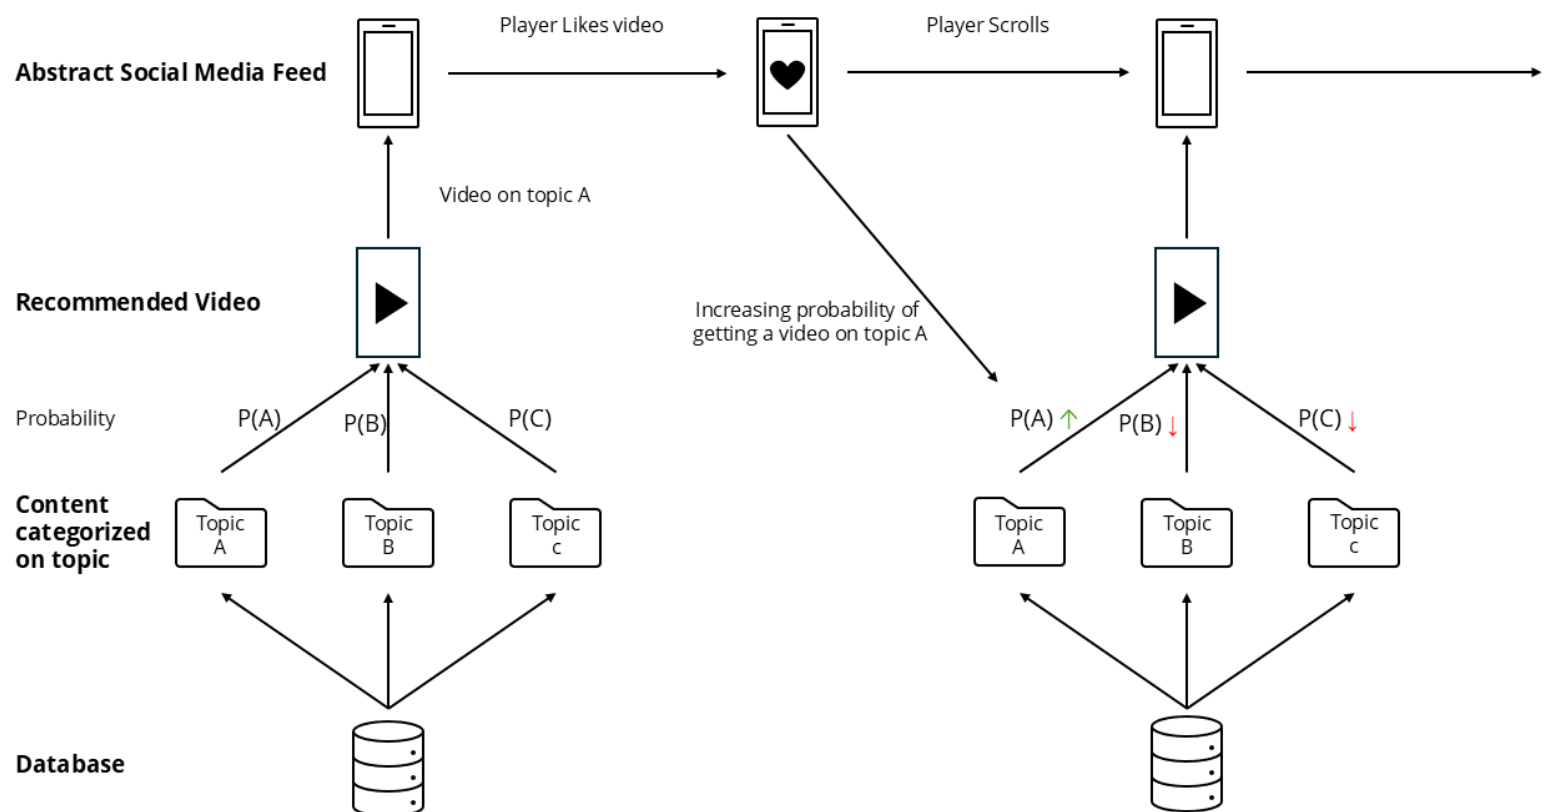 Player Likes video
Player Scrolls
Abstract Social Media Feed
Video on topic A
Recommended Video
Increasing probability of
getting a video on topic A
Probability
P(A)
P(B)
P(C)
P(A) ↑
P(B) ↓
P(C) ↓
Content
categorized
on topic
Topic
A
Topic
B
Topic
c
Topic
A
Topic
B
Topic
c
Database